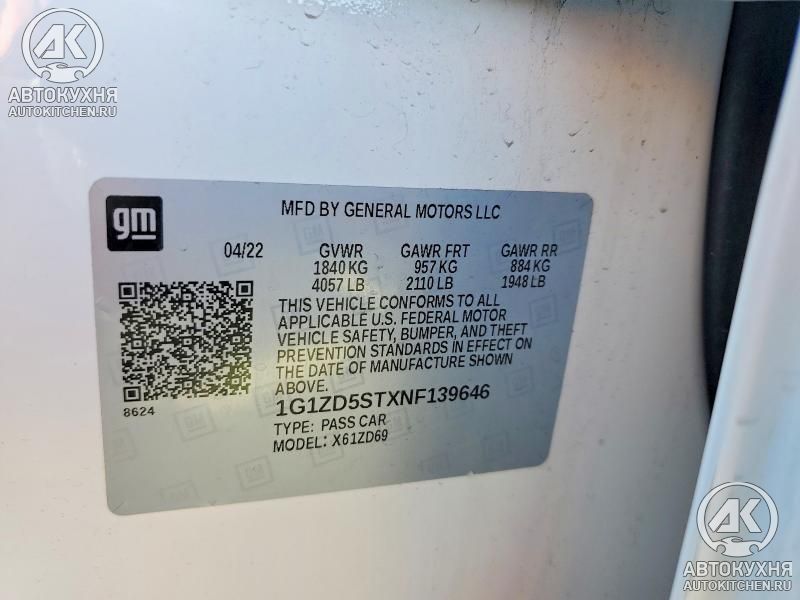 AK
АВТОКУХНЯ
AUTOKITCHEN.RU
gm
MFD BY GENERAL MOTORS LLC
04/22 GVWR GAWR FRT GAWR RR
1840 KG 957 KG 884 KG
4057 LB 2110 LB 1948 LB
THIS VEHICLE CONFORMS TO ALL
APPLICABLE U.S. FEDERAL MOTOR
VEHICLE SAFETY, BUMPER, AND THEFT
PREVENTION STANDARDS IN EFFECT ON
THE DATE OF MANUFACTURE SHOWN
ABOVE.
8624
1G1ZD5STXNF139646
TYPE: PASS CAR
MODEL: X61ZD69
AK
АВТОКУХНЯ
AUTOKITCHEN.RU